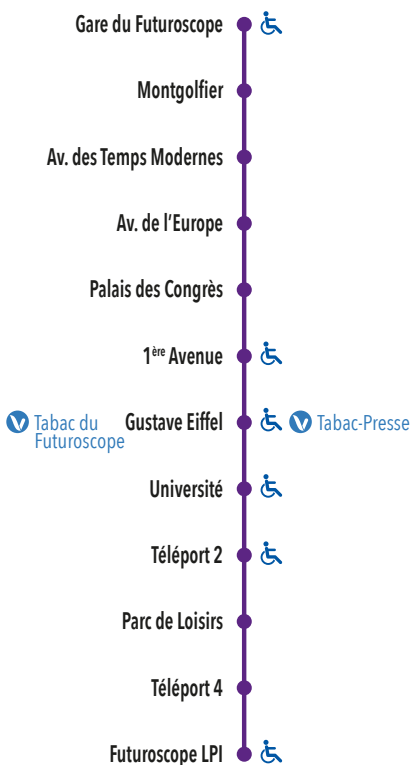 Gare du Futuroscope
Montgolfier
Av. des Temps Modernes
Av. de l'Europe
Palais des Congrès
1ère Avenue
Tabac du
Futuroscope
Gustave Eiffel
Tabac-Presse
Université
Téléport 2
Parc de Loisirs
Téléport 4
Futuroscope LPI